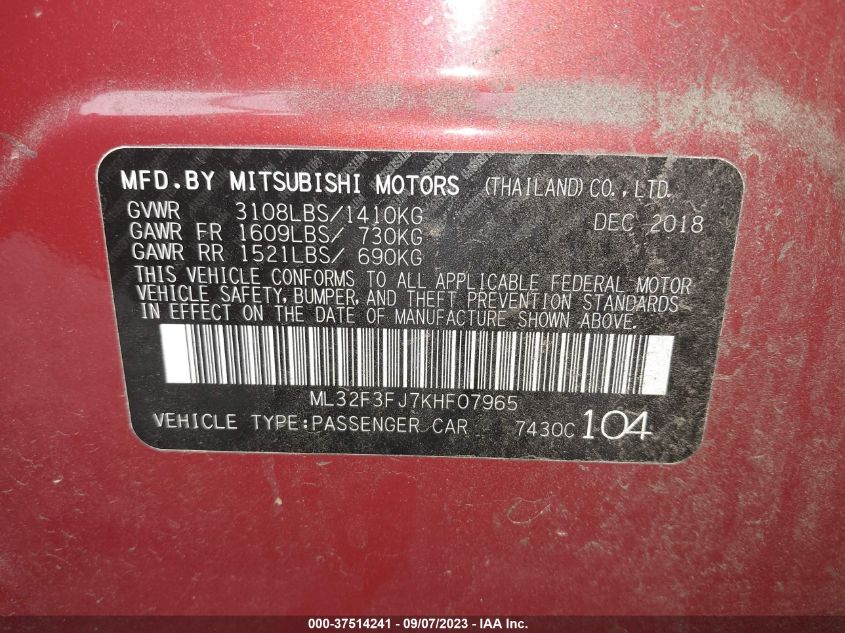 MFD.BY MITSUBISHI MOTORS (THAILAND) CO., LTD.
GVWR 3108LBS/1410KG DEC 2018
GAWR FR 1609LBS/ 730KG
GAWR RR 1521LBS/ 690KG
THIS VEHICLE CONFORMS TO ALL APPLICABLE FEDERAL MOTOR
VEHICLE SAFETY, BUMPER, AND THEFT PREVENTION STANDARDS
IN EFFECT ON THE DATE OF MANUFACTURE SHOWN ABOVE.
ML32F3FJ7KHF07965
VEHICLE TYPE:PASSENGER CAR 7430C 104
000-37514241 - 09/07/2023 - IAA Inc.